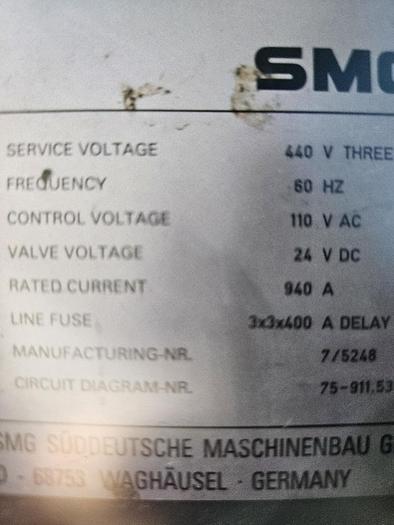 SMG
SERVICE VOLTAGE 440 V THREE
FREQUENCY 60 HZ
CONTROL VOLTAGE 110 V AC
VALVE VOLTAGE 24 V DC
RATED CURRENT 940 A
LINE FUSE 3x3x400 A DELAY
MANUFACTURING-NR. 7/5248
CIRCUIT DIAGRAM-NR. 75-911.53
SMG SÜDDEUTSCHE MASCHINENBAU G
D - 68753 WAGHÄUSEL · GERMANY